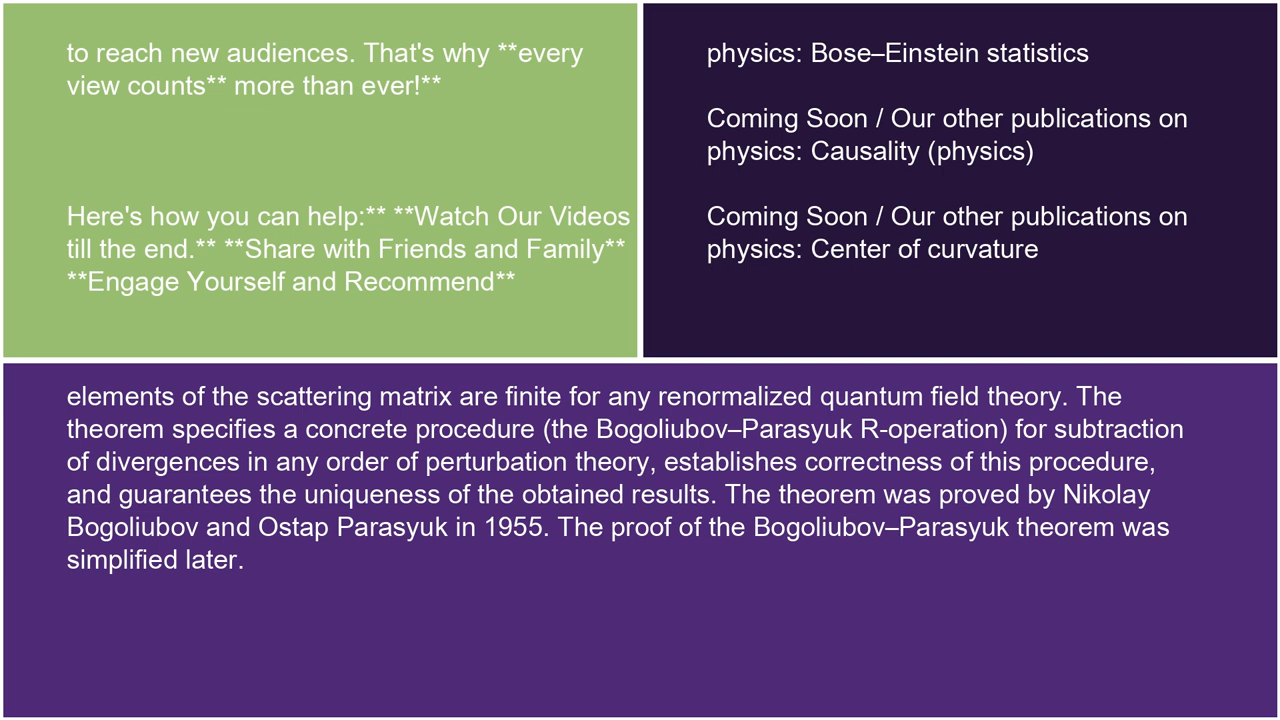 to reach new audiences. That's why **every
view counts** more than ever!**
Here's how you can help:** **Watch Our Videos
till the end.** **Share with Friends and Family**
**Engage Yourself and Recommend**
physics: Bose–Einstein statistics
Coming Soon / Our other publications on
physics: Causality (physics)
Coming Soon / Our other publications on
physics: Center of curvature
elements of the scattering matrix are finite for any renormalized quantum field theory. The
theorem specifies a concrete procedure (the Bogoliubov–Parasyuk R-operation) for subtraction
of divergences in any order of perturbation theory, establishes correctness of this procedure,
and guarantees the uniqueness of the obtained results. The theorem was proved by Nikolay
Bogoliubov and Ostap Parasyuk in 1955. The proof of the Bogoliubov–Parasyuk theorem was
simplified later.